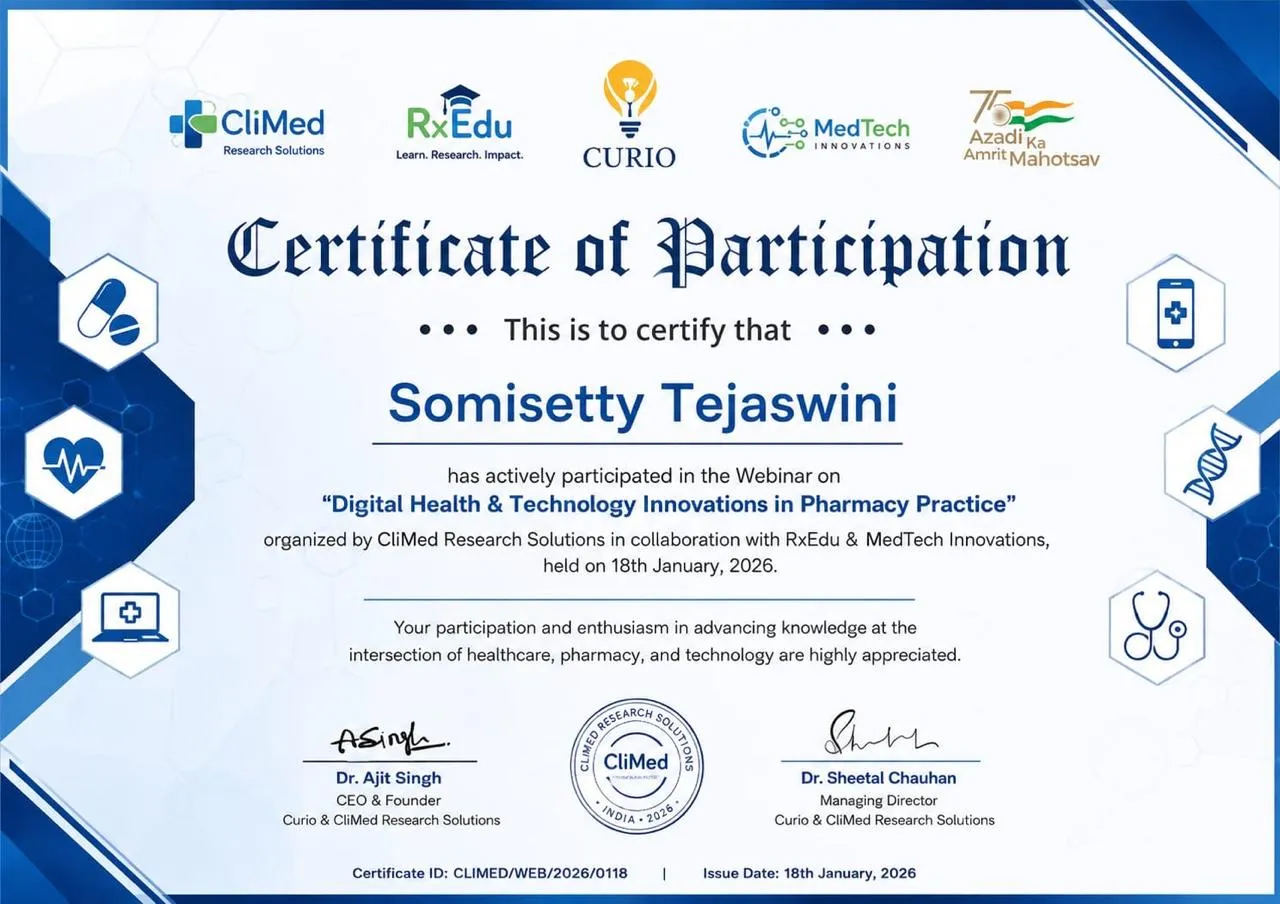 CliMed
Research Solutions
RxEdu
Learn. Research. Impact.
CURIO
MedTech
INNOVATIONS
75
Azadi Ka
Amrit Mahotsav
Certificate of Participation
••• This is to certify that •••
Somisetty Tejaswini
has actively participated in the Webinar on
“Digital Health & Technology Innovations in Pharmacy Practice”
organized by CliMed Research Solutions in collaboration with RxEdu & MedTech Innovations,
held on 18th January, 2026.
Your participation and enthusiasm in advancing knowledge at the
intersection of healthcare, pharmacy, and technology are highly appreciated.
ASingh
Dr. Ajit Singh
CEO & Founder
Curio & CliMed Research Solutions
CLIMED RESEARCH SOLUTIONS
CliMed
• INDIA • 2026 •
Dr. Sheetal Chauhan
Managing Director
Curio & CliMed Research Solutions
Certificate ID: CLIMED/WEB/2026/0118 | Issue Date: 18th January, 2026